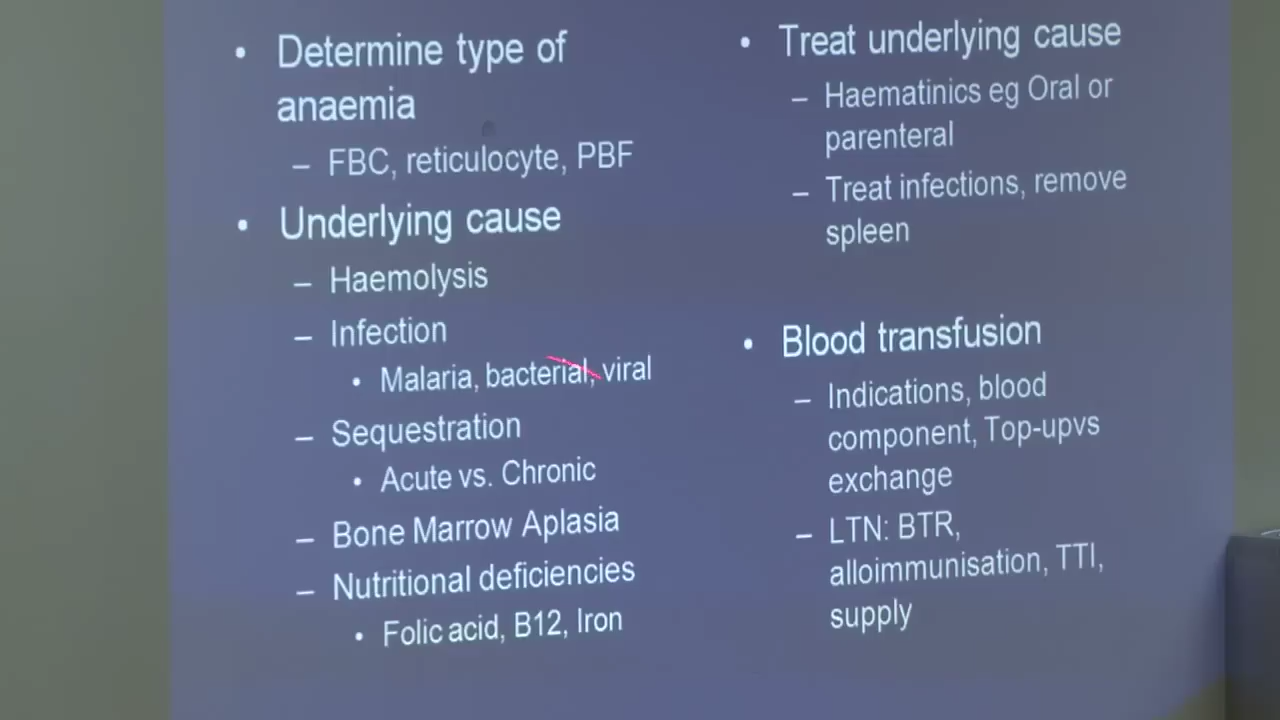 • Determine type of
anaemia
– FBC, reticulocyte, PBF
• Underlying cause
– Haemolysis
– Infection
• Malaria, bacterial, viral
– Sequestration
• Acute vs. Chronic
– Bone Marrow Aplasia
– Nutritional deficiencies
• Folic acid, B12, Iron
• Treat underlying cause
– Haematinics eg Oral or
parenteral
– Treat infections, remove
spleen
• Blood transfusion
– Indications, blood
component, Top-upvs
exchange
– LTN: BTR,
alloimmunisation, TTI,
supply